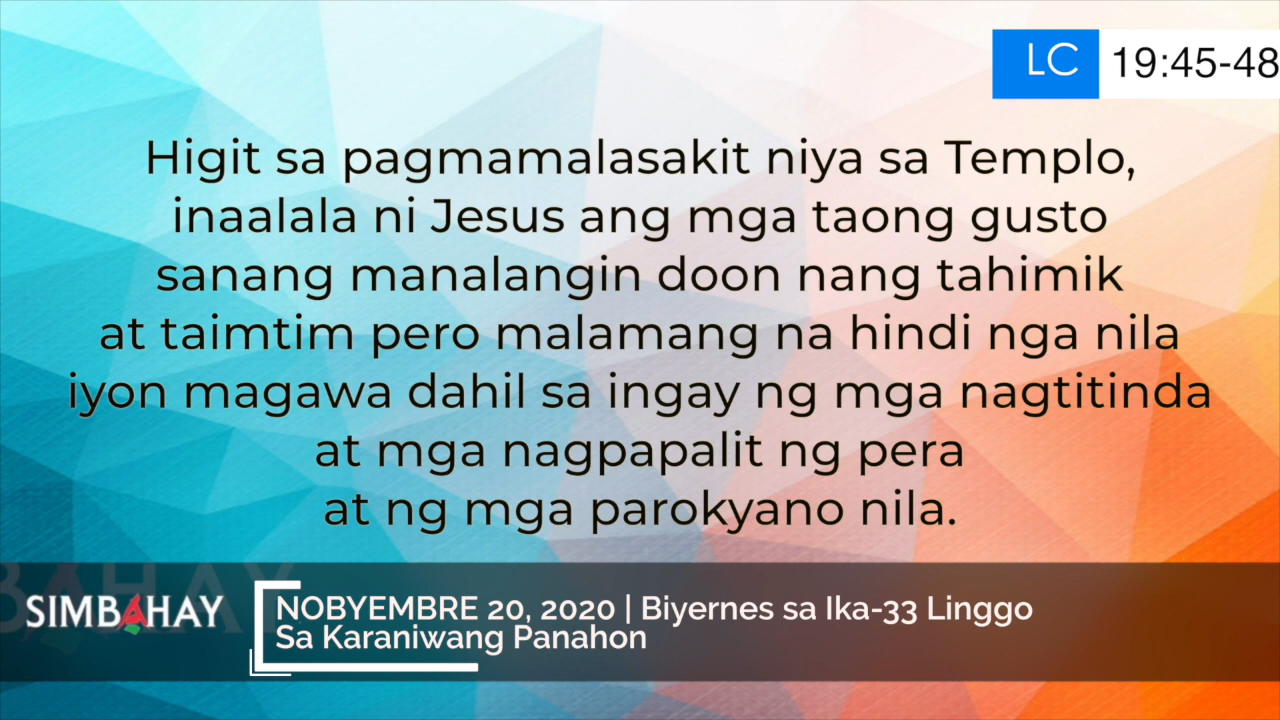 LC 19:45-48
Higit sa pagmamalasakit niya sa Templo,
inaalala ni Jesus ang mga taong gusto
sanang manalangin doon nang tahimik
at taimtim pero malamang na hindi nga nila
iyon magawa dahil sa ingay ng mga nagtitinda
at mga nagpapalit ng pera
at ng mga parokyano nila.
SIMBAHAY
NOBYEMBRE 20, 2020 | Biyernes sa Ika-33 Linggo
Sa Karaniwang Panahon